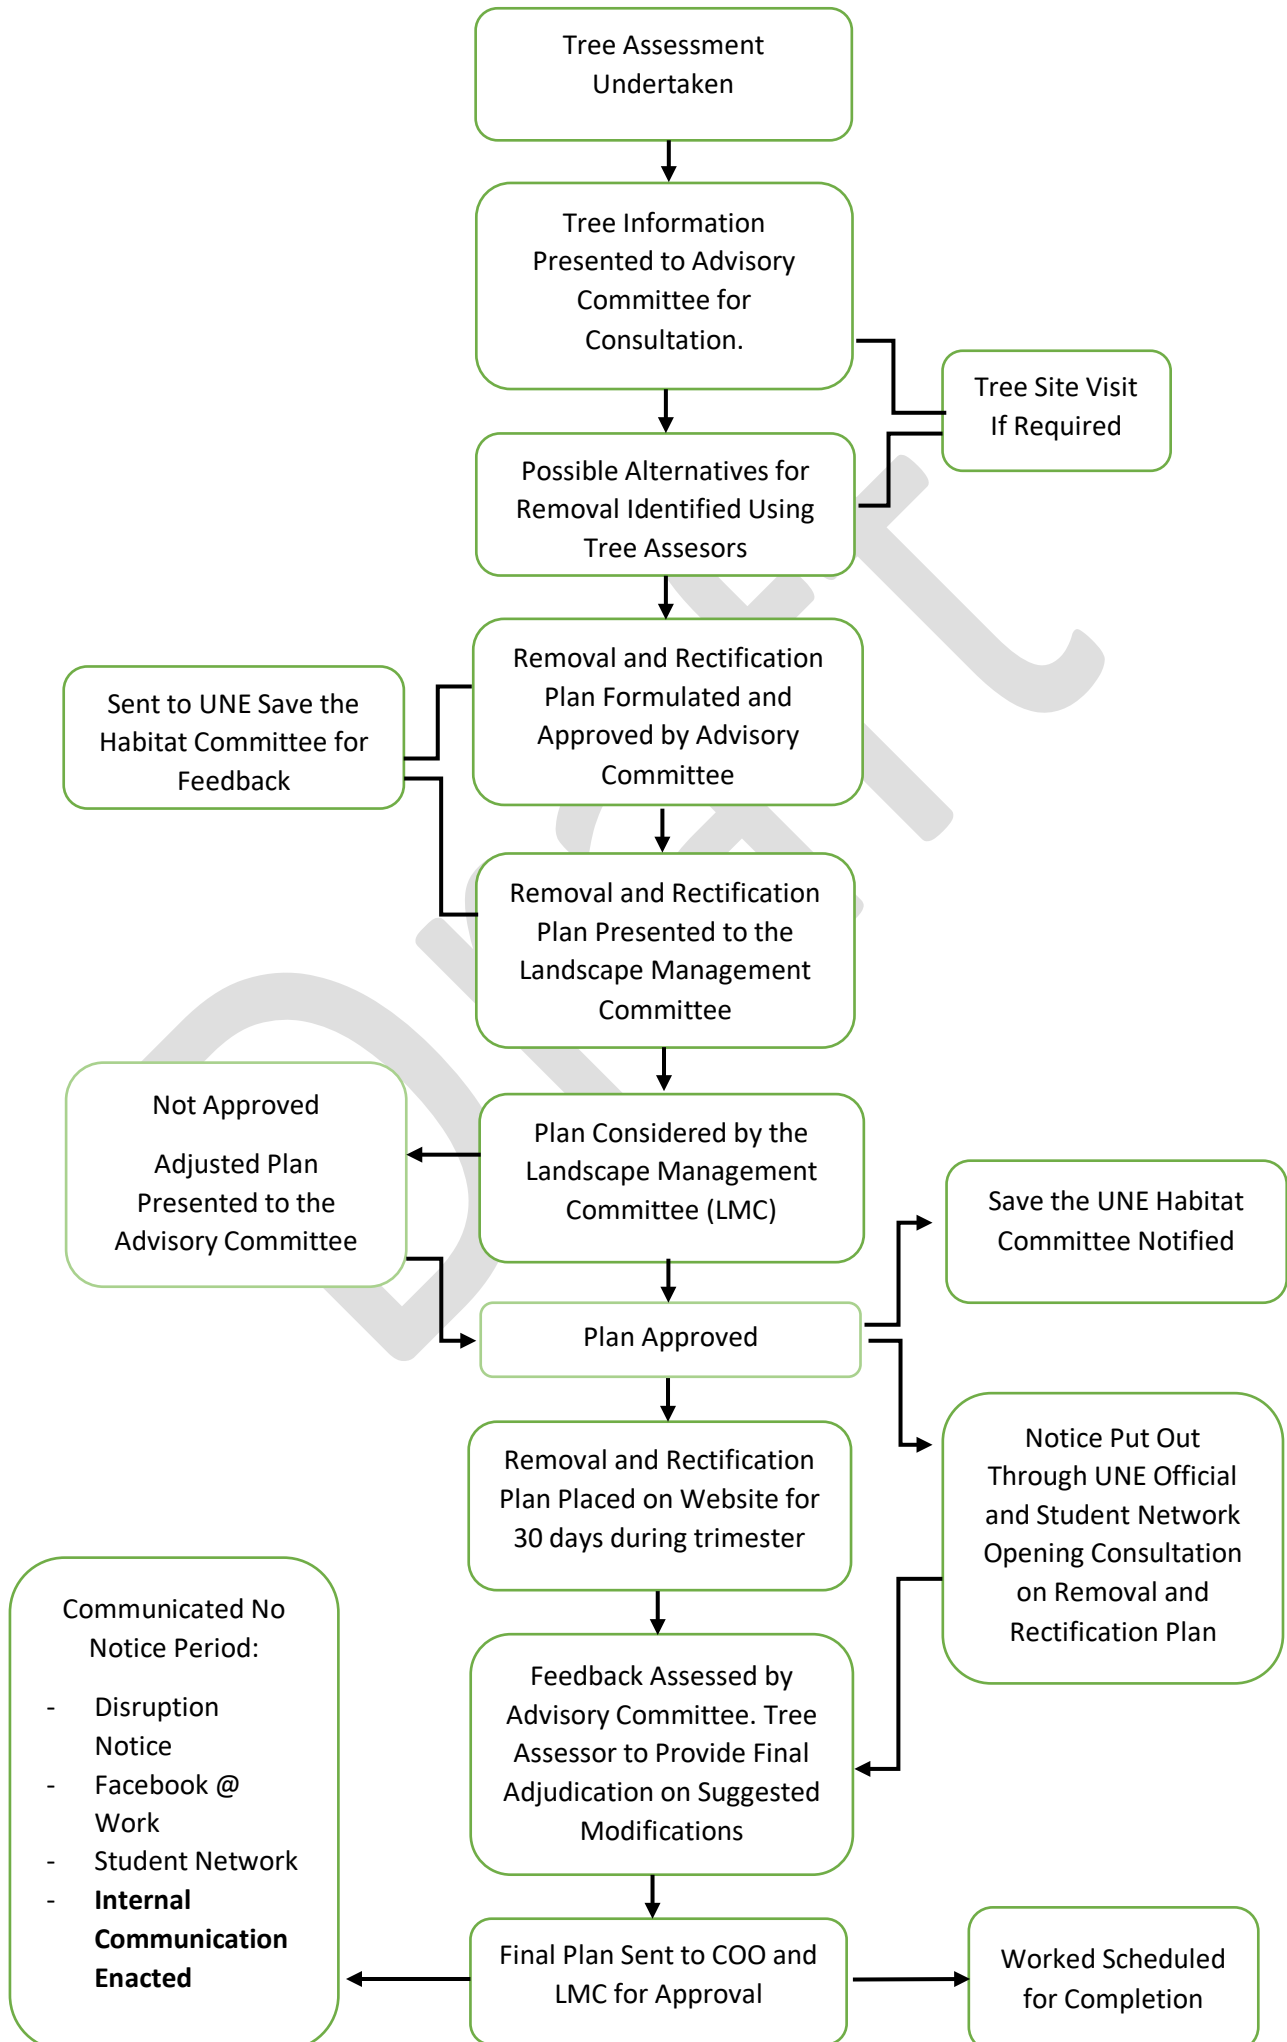 Tree Assessment
Undertaken
Tree Information
Presented to Advisory
Committee for
Consultation.
Tree Site Visit
If Required
Possible Alternatives for
Removal Identified Using
Tree Assesors
Removal and Rectification
Plan Formulated and
Approved by Advisory
Committee
Sent to UNE Save the
Habitat Committee for
Feedback
Removal and Rectification
Plan Presented to the
Landscape Management
Committee
Not Approved
Adjusted Plan
Presented to the
Advisory Committee
Plan Considered by the
Landscape Management
Committee (LMC)
Save the UNE Habitat
Committee Notified
Plan Approved
Removal and Rectification
Plan Placed on Website for
30 days during trimester
Notice Put Out
Through UNE Official
and Student Network
Opening Consultation
on Removal and
Rectification Plan
Communicated No
Notice Period:
- Disruption
Notice
- Facebook @
Work
- Student Network
- Internal
Communication
Enacted
Feedback Assessed by
Advisory Committee. Tree
Assessor to Provide Final
Adjudication on Suggested
Modifications
Final Plan Sent to COO and
LMC for Approval
Worked Scheduled
for Completion
Draft